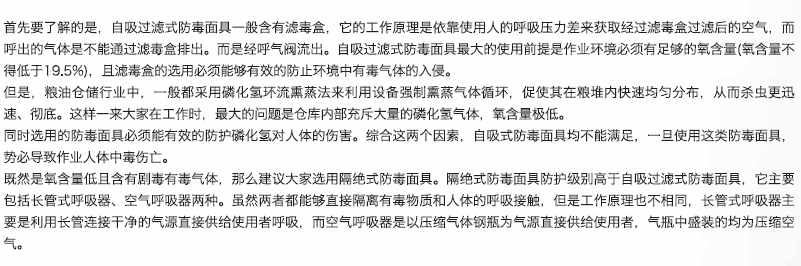 首先要了解的是，自吸过滤式防毒面具一般含有滤毒盒，它的工作原理是依靠使用人的呼吸压力差来获取经过滤毒盒过滤后的空气，而
呼出的气体是不能通过滤毒盒排出。而是经呼气阀流出。自吸过滤式防毒面具最大的使用前提是作业环境必须有足够的氧含量(氧含量不
得低于19.5%)，且滤毒盒的选用必须能够有效的防止环境中有毒气体的入侵。
但是，粮油仓储行业中，一般都采用磷化氢环流熏蒸法来利用设备强制熏蒸气体循环，促使其在粮堆内快速均匀分布，从而杀虫更迅
速、彻底。这样一来大家在工作时，最大的问题是仓库内部充斥大量的磷化氢气体，氧含量极低。
同时选用的防毒面具必须能有效的防护磷化氢对人体的伤害。综合这两个因素，自吸式防毒面具均不能满足，一旦使用这类防毒面具，
势必导致作业人体中毒伤亡。
既然是氧含量低且含有剧毒有毒气体，那么建议大家选用隔绝式防毒面具。隔绝式防毒面具防护级别高于自吸过滤式防毒面具，它主要
包括长管式呼吸器、空气呼吸器两种。虽然两者都能够直接隔离有毒物质和人体的呼吸接触，但是工作原理也不相同，长管式呼吸器主
要是利用长管连接干净的气源直接供给使用者呼吸，而空气呼吸器是以压缩气体钢瓶为气源直接供给使用者，气瓶中盛装的均为压缩空
气。